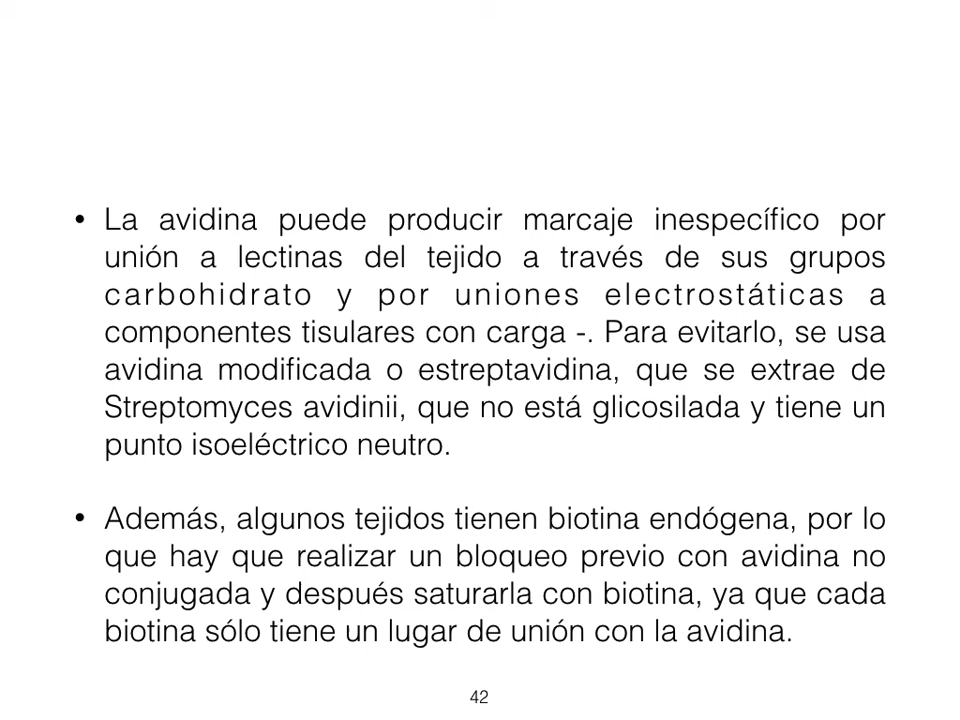 • La avidina puede producir marcaje inespecífico por
unión a lectinas del tejido a través de sus grupos
carbohidrato y por uniones electrostáticas a
componentes tisulares con carga -. Para evitarlo, se usa
avidina modificada o estreptavidina, que se extrae de
Streptomyces avidinii, que no está glicosilada y tiene un
punto isoeléctrico neutro.
• Además, algunos tejidos tienen biotina endógena, por lo
que hay que realizar un bloqueo previo con avidina no
conjugada y después saturarla con biotina, ya que cada
biotina sólo tiene un lugar de unión con la avidina.
42